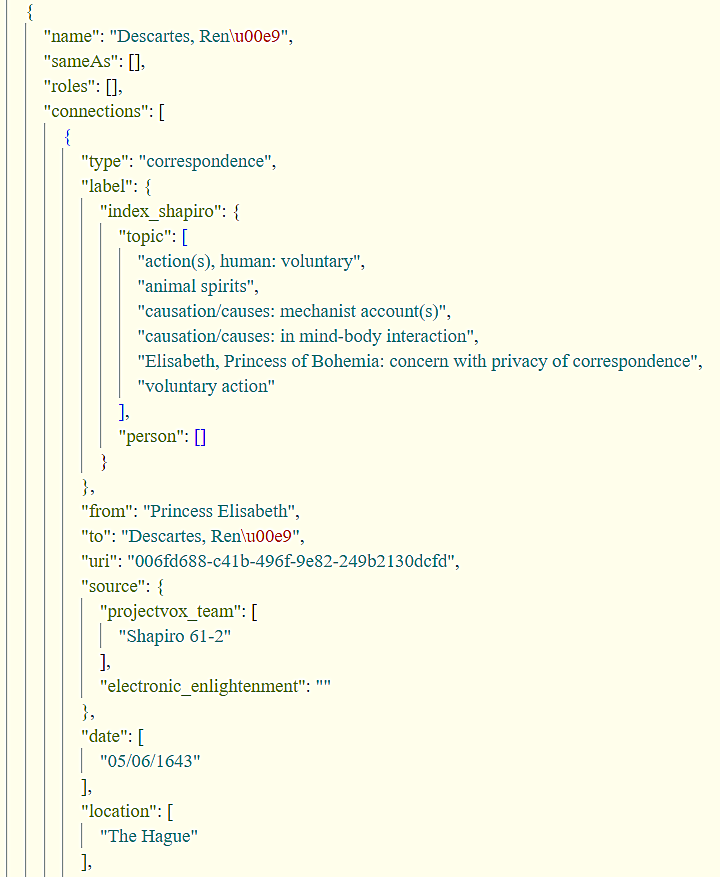 {
"name": "Descartes, Ren\u00e9",
"sameAs": [],
"roles": [],
"connections": [
{
"type": "correspondence",
"label": {
"index_shapiro": {
"topic": [
"action(s), human: voluntary",
"animal spirits",
"causation/causes: mechanist account(s)",
"causation/causes: in mind-body interaction",
"Elisabeth, Princess of Bohemia: concern with privacy of correspondence",
"voluntary action"
],
"person": []
}
},
"from": "Princess Elisabeth",
"to": "Descartes, Ren\u00e9",
"uri": "006fd688-c41b-496f-9e82-249b2130dcfd",
"source": {
"projectvox_team": [
"Shapiro 61-2"
],
"electronic_enlightenment": ""
},
"date": [
"05/06/1643"
],
"location": [
"The Hague"
],